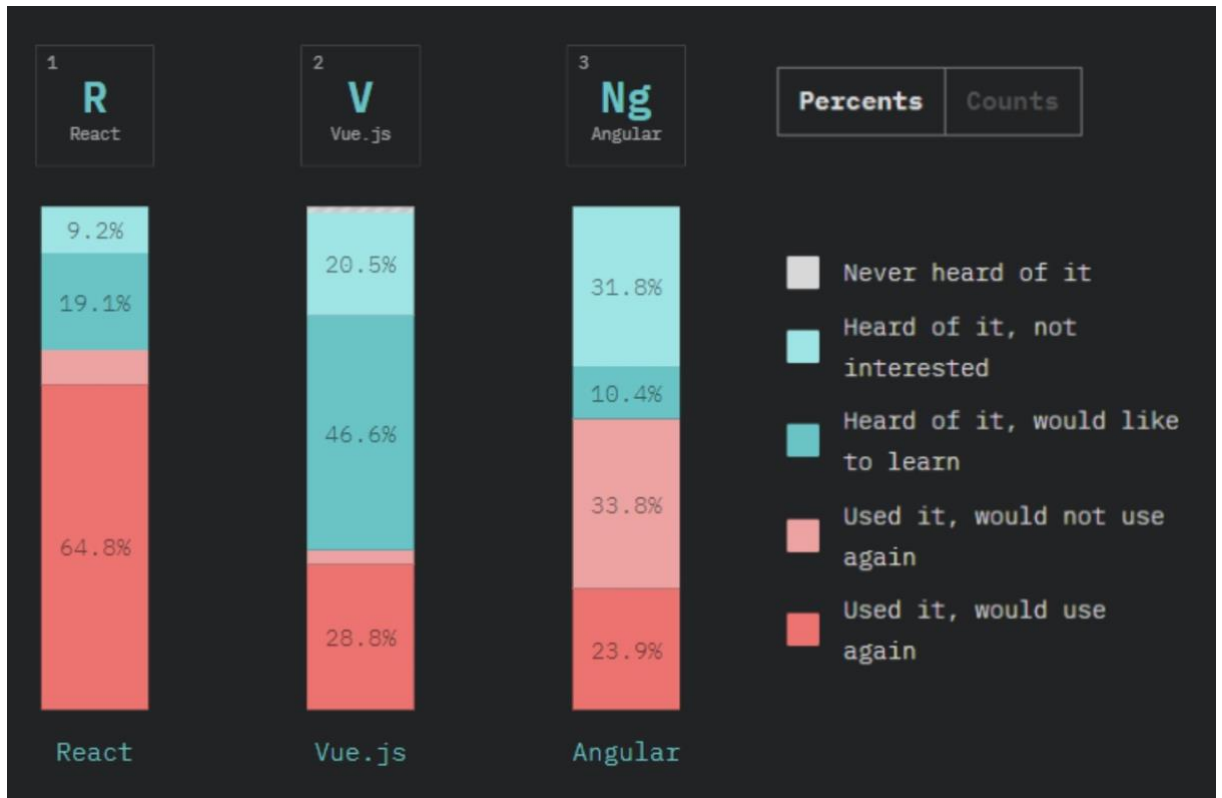 1
R
React
2
V
Vue.js
3
Ng
Angular
Percents
Counts
9.2%
19.1%
64.8%
20.5%
46.6%
28.8%
31.8%
10.4%
33.8%
23.9%
React
Vue.js
Angular
Never heard of it
Heard of it, not
interested
Heard of it, would like
to learn
Used it, would not use
again
Used it, would use
again